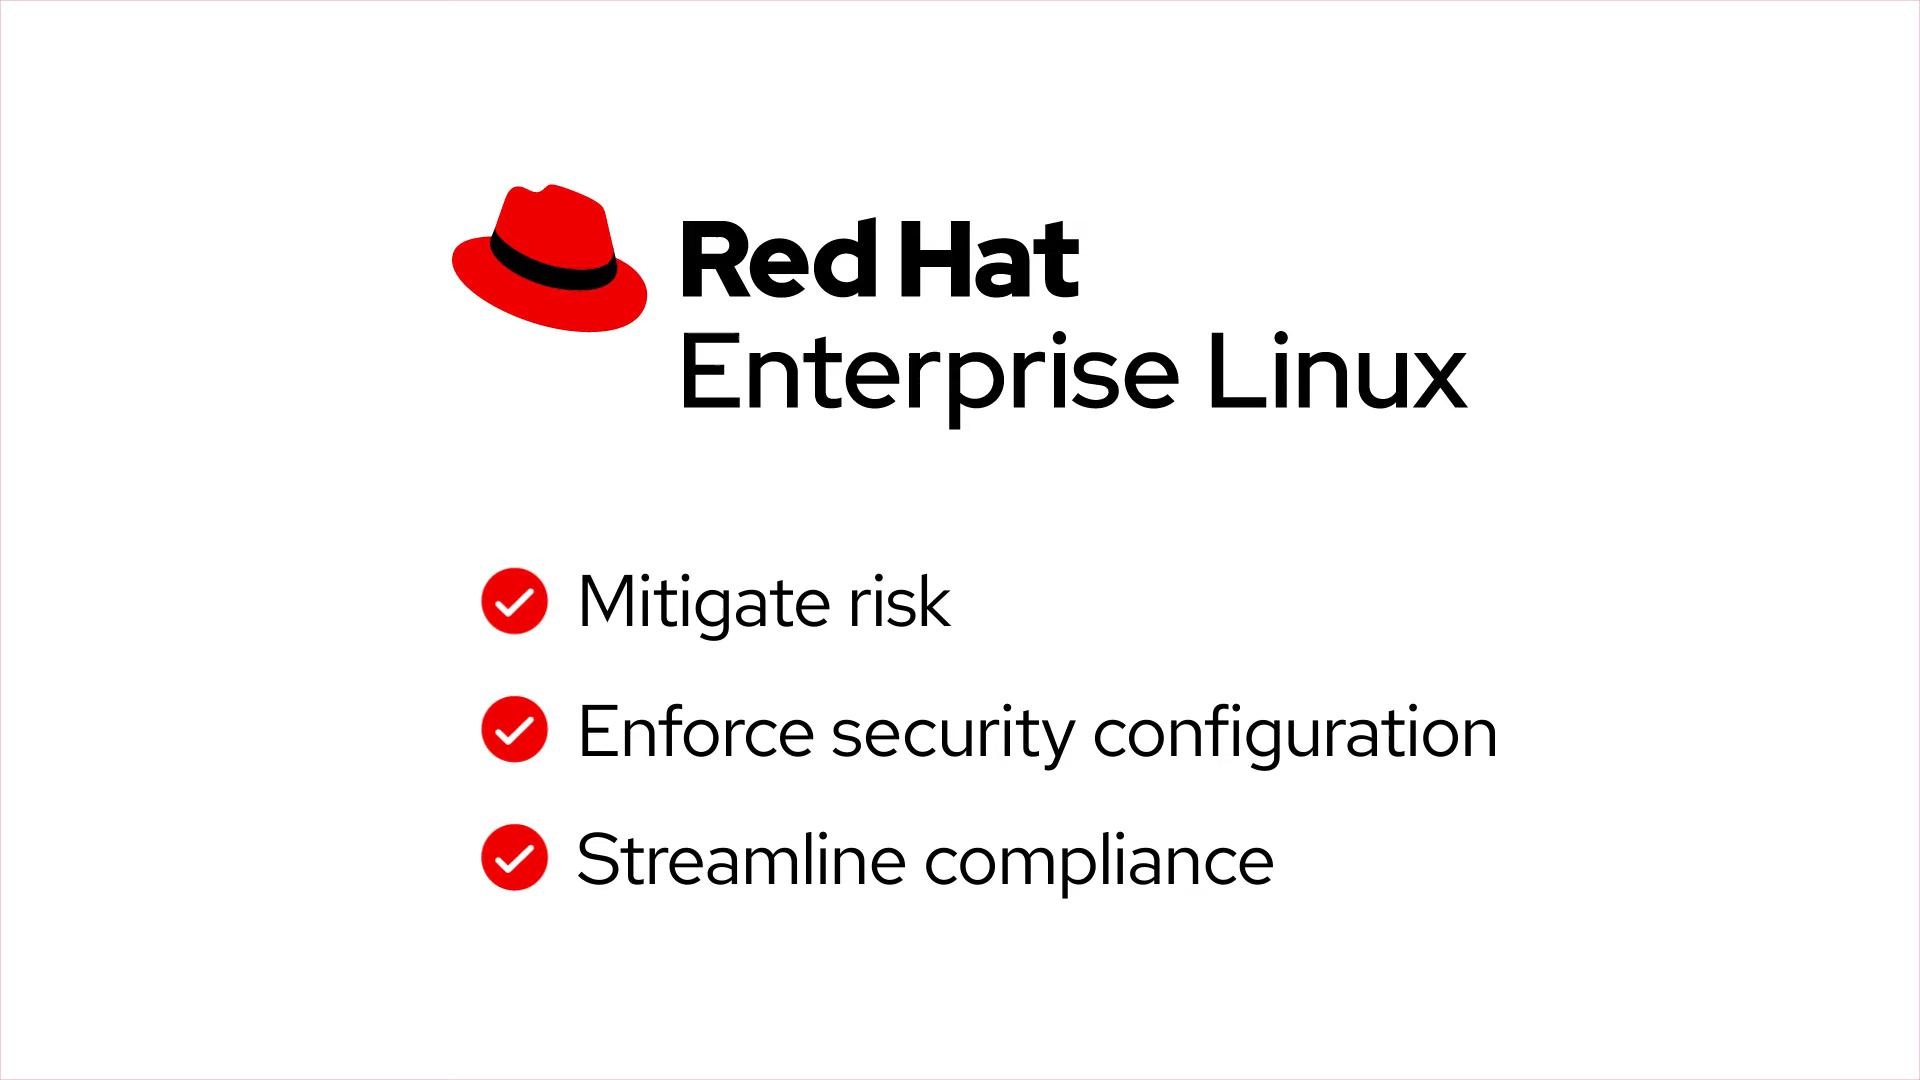 Red Hat
Enterprise Linux
Mitigate risk
Enforce security configuration
Streamline compliance